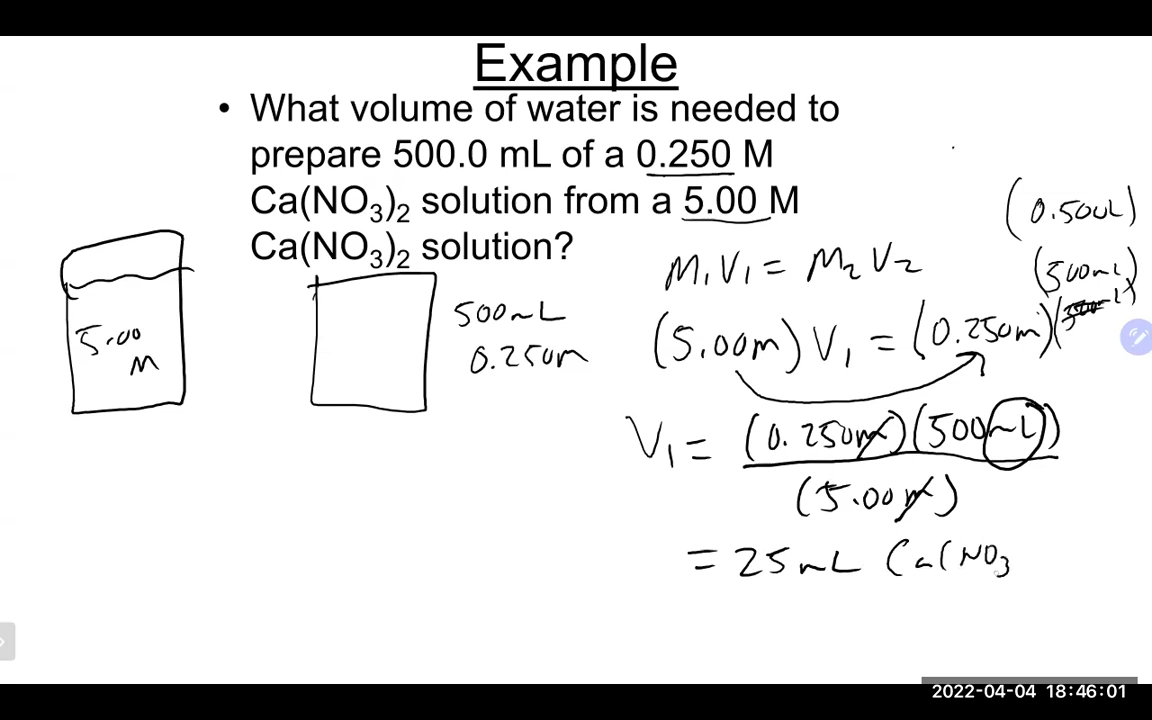 Example
• What volume of water is needed to
prepare 500.0 mL of a 0.250 M
Ca(NO₃)₂ solution from a 5.00 M
Ca(NO₃)₂ solution?
5.00
M
500mL
0.250m
(0.500L)
M₁V₁ = M₂V₂
(500mL)
(5.00m) V₁ = (0.250m)
V₁ = (0.250m)(500mL)
(5.00m)
= 25mL Ca(NO₃
2022-04-04 18:46:01